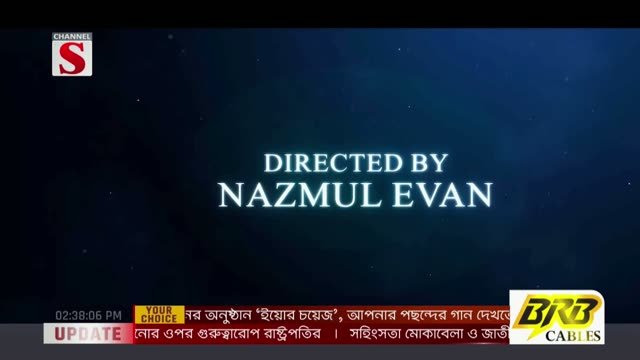 CHANNEL
S
DIRECTED BY
NAZMUL EVAN
02:38:06 PM
YOUR
CHOICE
অনুষ্ঠান ‘ইয়োর চয়েজ’, আপনার পছন্দের গান দেখতে
UPDATE
ওপর গুরুত্বারোপ রাষ্ট্রপতির । সহিংসতা মোকাবেলা ও
BRB
CABLES